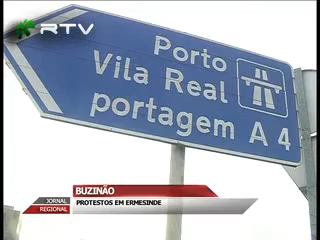 RTV
Porto
Vila Real
portagem A 4
BUZINÃO
JORNAL
REGIONAL
PROTESTOS EM ERMESINDE